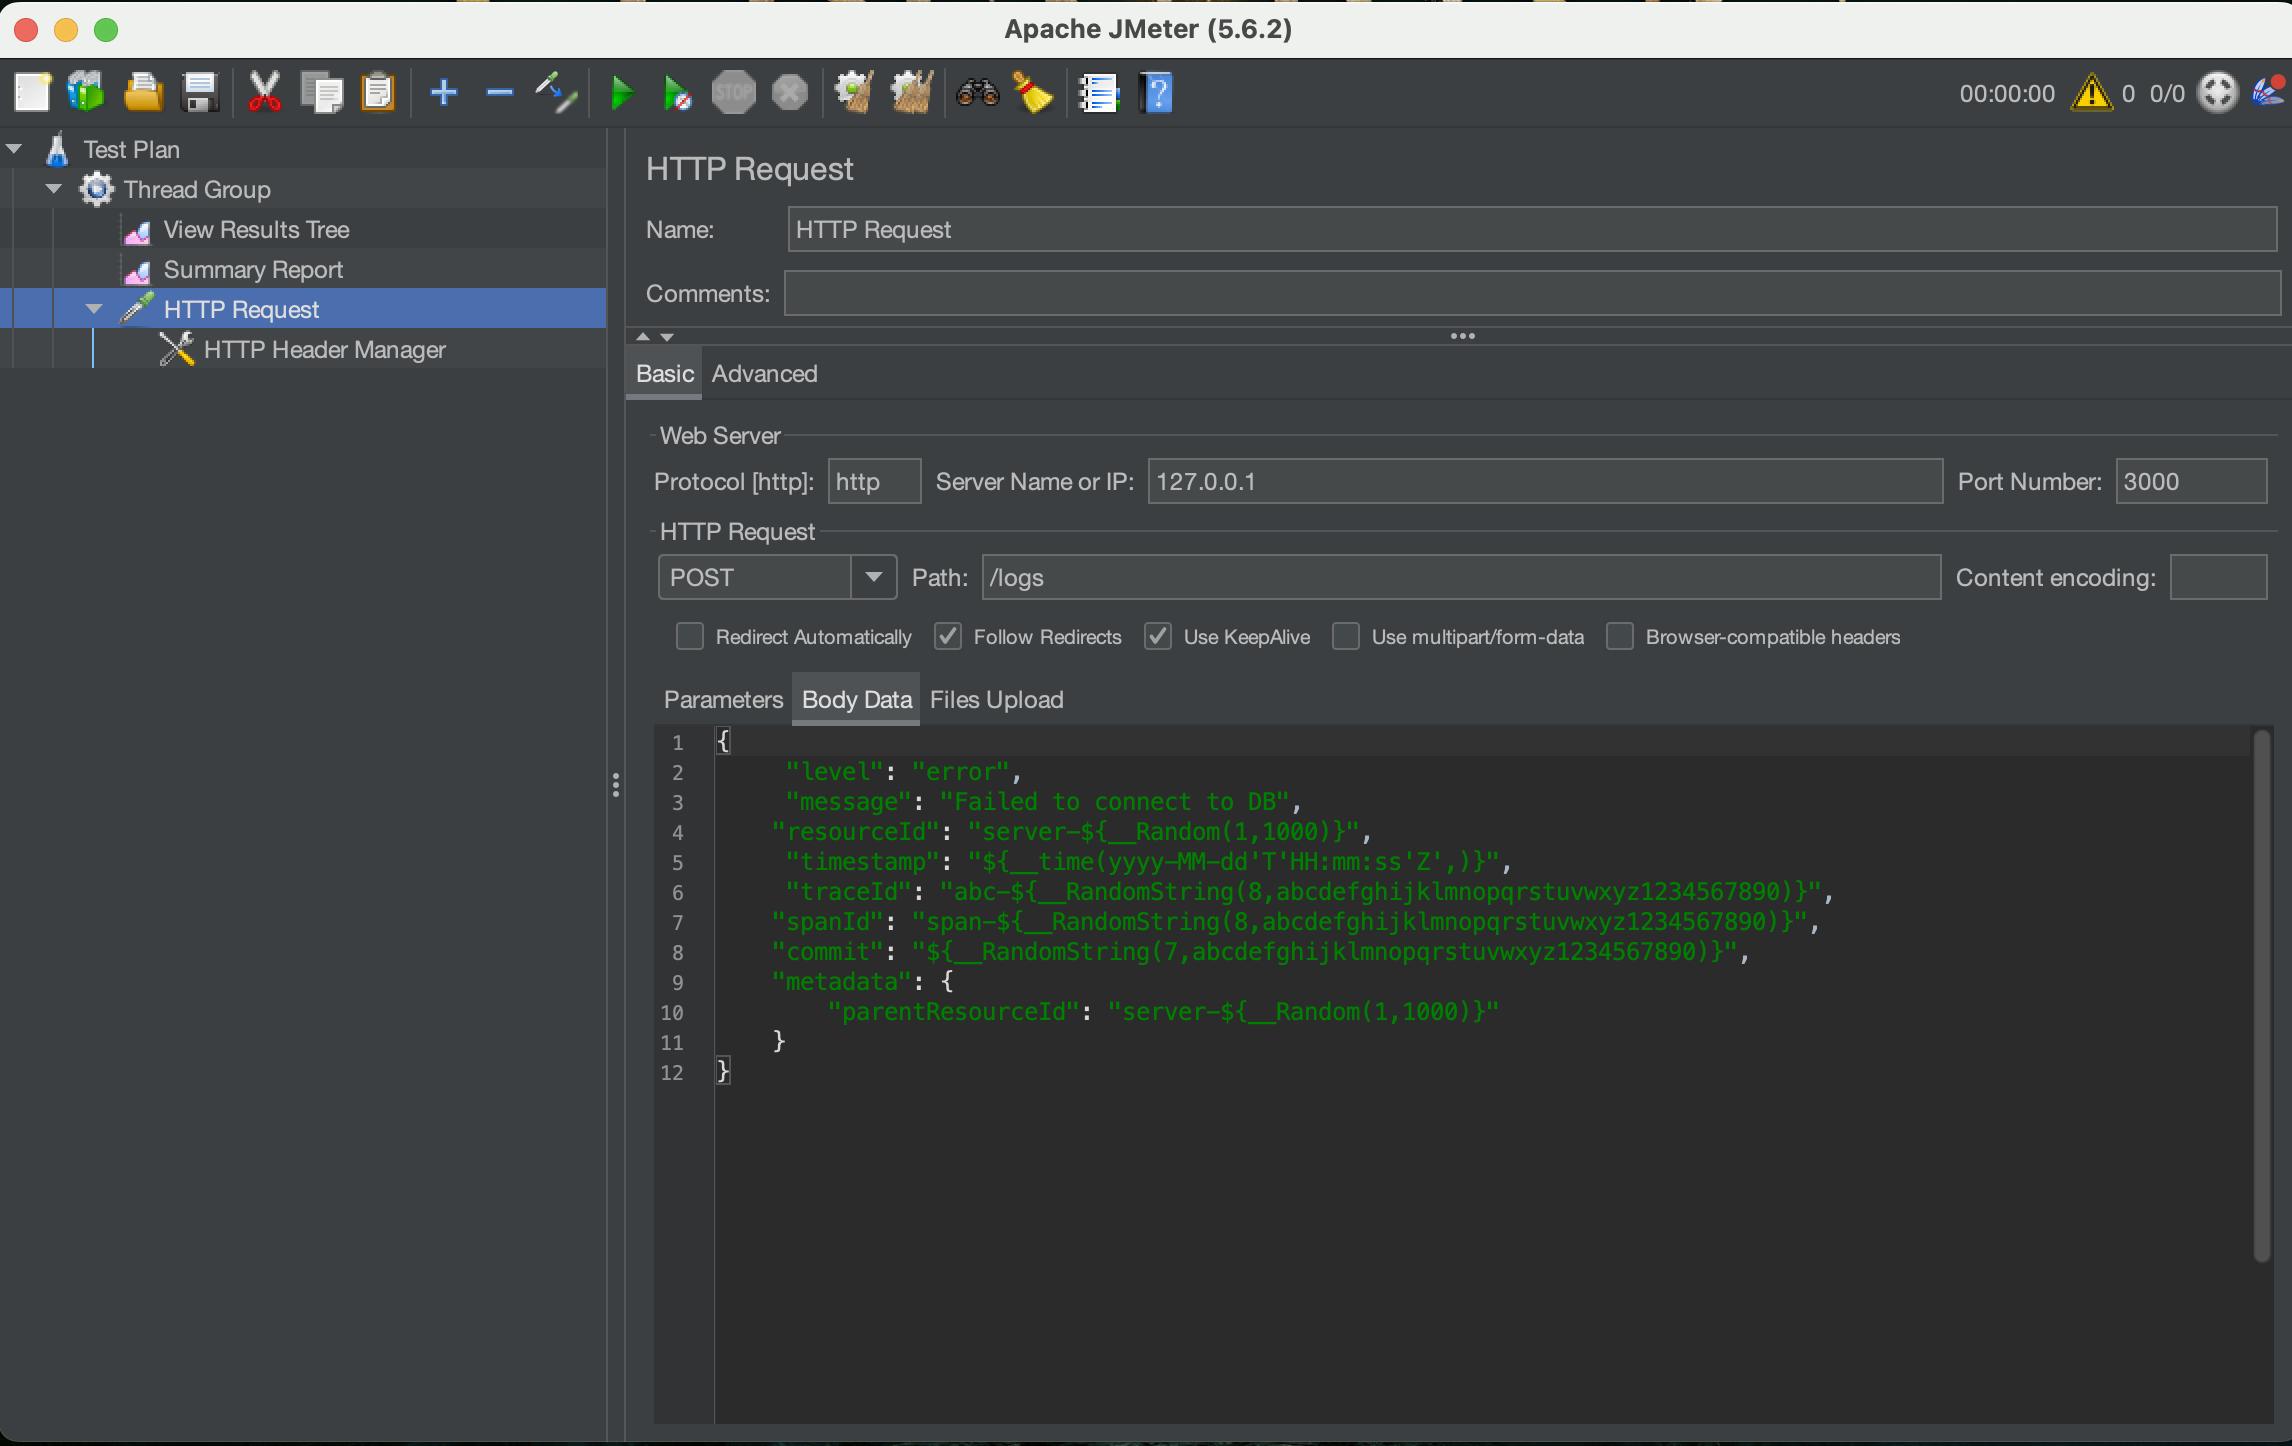 Apache JMeter (5.6.2)
STOP
?
00:00:00 0 0/0
Test Plan
Thread Group
View Results Tree
Summary Report
HTTP Request
HTTP Header Manager
HTTP Request
Name: HTTP Request
Comments:
Basic Advanced
Web Server
Protocol [http]: http Server Name or IP: 127.0.0.1 Port Number: 3000
HTTP Request
POST Path: /logs Content encoding:
Redirect Automatically Follow Redirects Use KeepAlive Use multipart/form-data Browser-compatible headers
Parameters Body Data Files Upload
1 {
2 "level": "error",
3 "message": "Failed to connect to DB",
4 "resourceId": "server-${__Random(1,1000)}",
5 "timestamp": "${__time(yyyy-MM-dd'T'HH:mm:ss'Z',)}",
6 "traceId": "abc-${__RandomString(8,abcdefghijklmnopqrstuvwxyz1234567890)}",
7 "spanId": "span-${__RandomString(8,abcdefghijklmnopqrstuvwxyz1234567890)}",
8 "commit": "${__RandomString(7,abcdefghijklmnopqrstuvwxyz1234567890)}",
9 "metadata": {
10 "parentResourceId": "server-${__Random(1,1000)}"
11 }
12 }